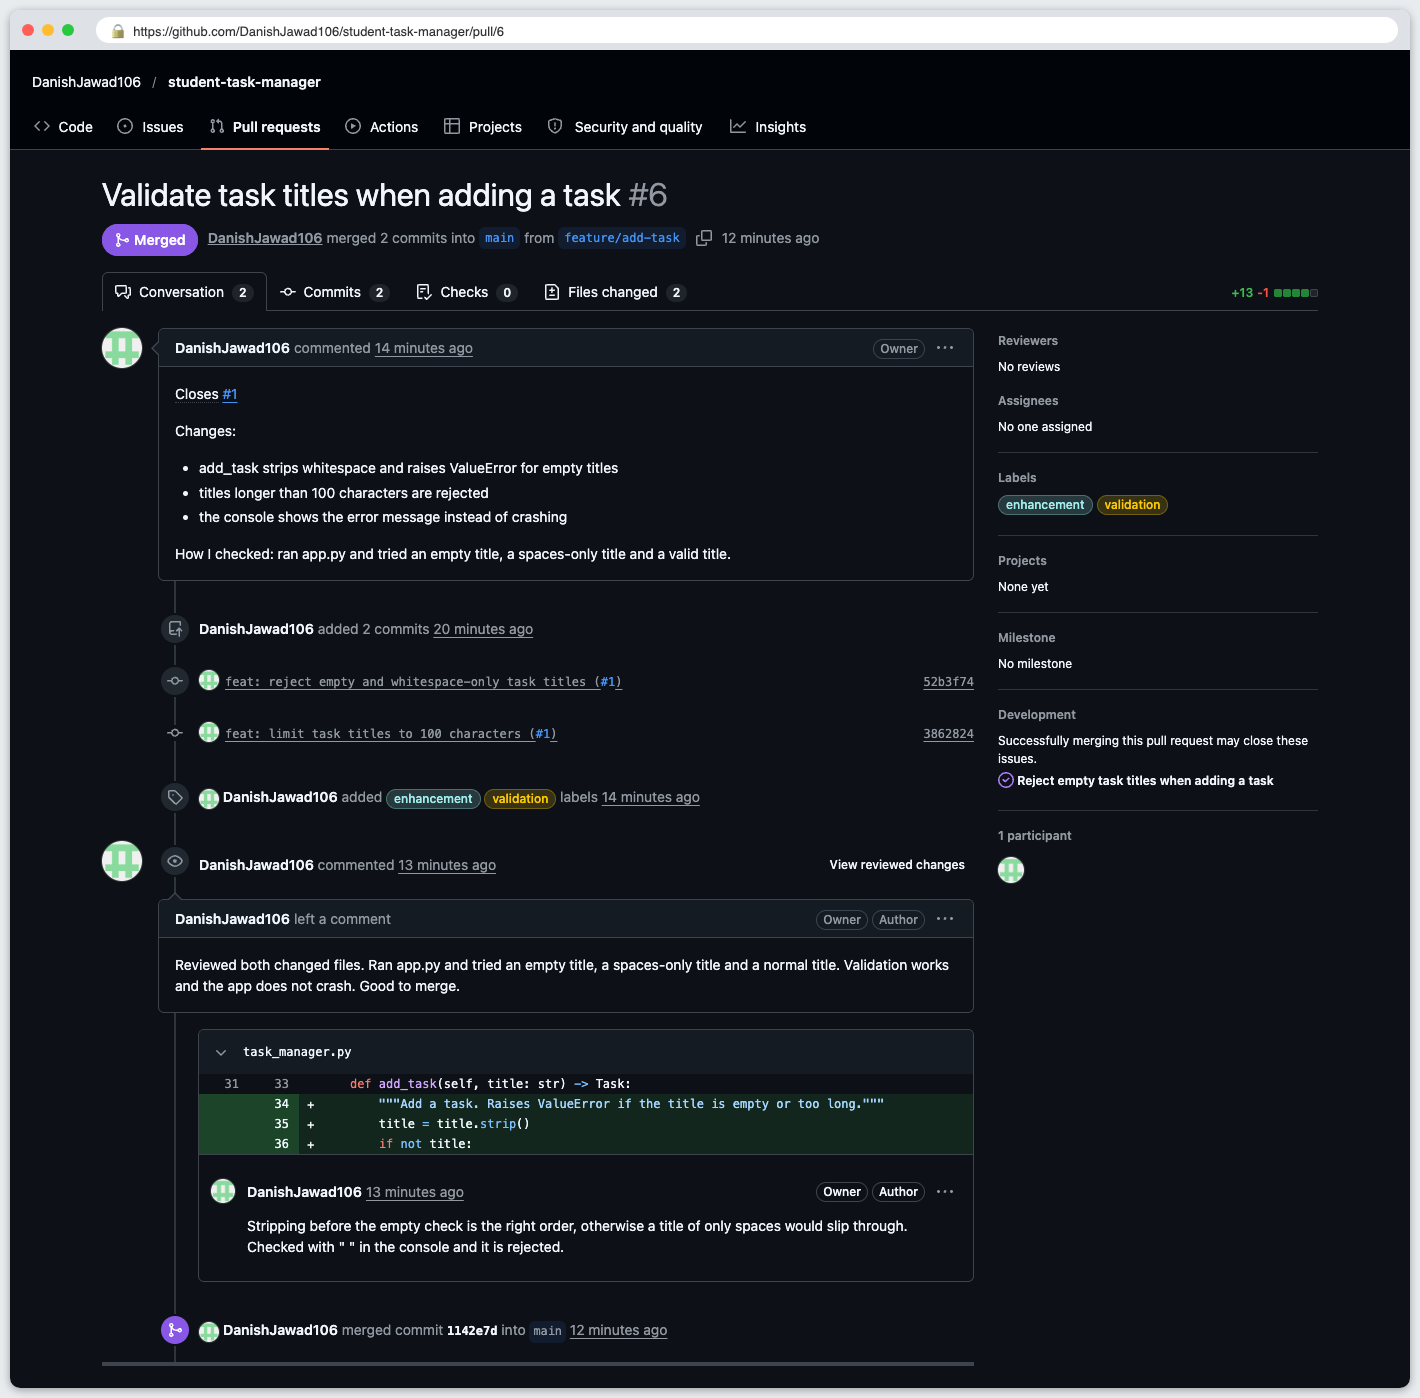 https://github.com/DanishJawad106/student-task-manager/pull/6
DanishJawad106 / student-task-manager
Code Issues Pull requests Actions Projects Security and quality Insights
Validate task titles when adding a task #6
Merged DanishJawad106 merged 2 commits into main from feature/add-task 12 minutes ago
Conversation 2 Commits 2 Checks 0 Files changed 2 +13 -1
DanishJawad106 commented 14 minutes ago Owner
Closes #1
Changes:
• add_task strips whitespace and raises ValueError for empty titles
• titles longer than 100 characters are rejected
• the console shows the error message instead of crashing
How I checked: ran app.py and tried an empty title, a spaces-only title and a valid title.
DanishJawad106 added 2 commits 20 minutes ago
feat: reject empty and whitespace-only task titles (#1) 52b3f74
feat: limit task titles to 100 characters (#1) 3862824
DanishJawad106 added enhancement validation labels 14 minutes ago
DanishJawad106 commented 13 minutes ago View reviewed changes
DanishJawad106 left a comment Owner Author
Reviewed both changed files. Ran app.py and tried an empty title, a spaces-only title and a normal title. Validation works
and the app does not crash. Good to merge.
task_manager.py
31 33 def add_task(self, title: str) -> Task:
34 + """Add a task. Raises ValueError if the title is empty or too long."""
35 + title = title.strip()
36 + if not title:
DanishJawad106 13 minutes ago Owner Author
Stripping before the empty check is the right order, otherwise a title of only spaces would slip through.
Checked with " " in the console and it is rejected.
DanishJawad106 merged commit 1142e7d into main 12 minutes ago
Reviewers
No reviews
Assignees
No one assigned
Labels
enhancement validation
Projects
None yet
Milestone
No milestone
Development
Successfully merging this pull request may close these
issues.
Reject empty task titles when adding a task
1 participant